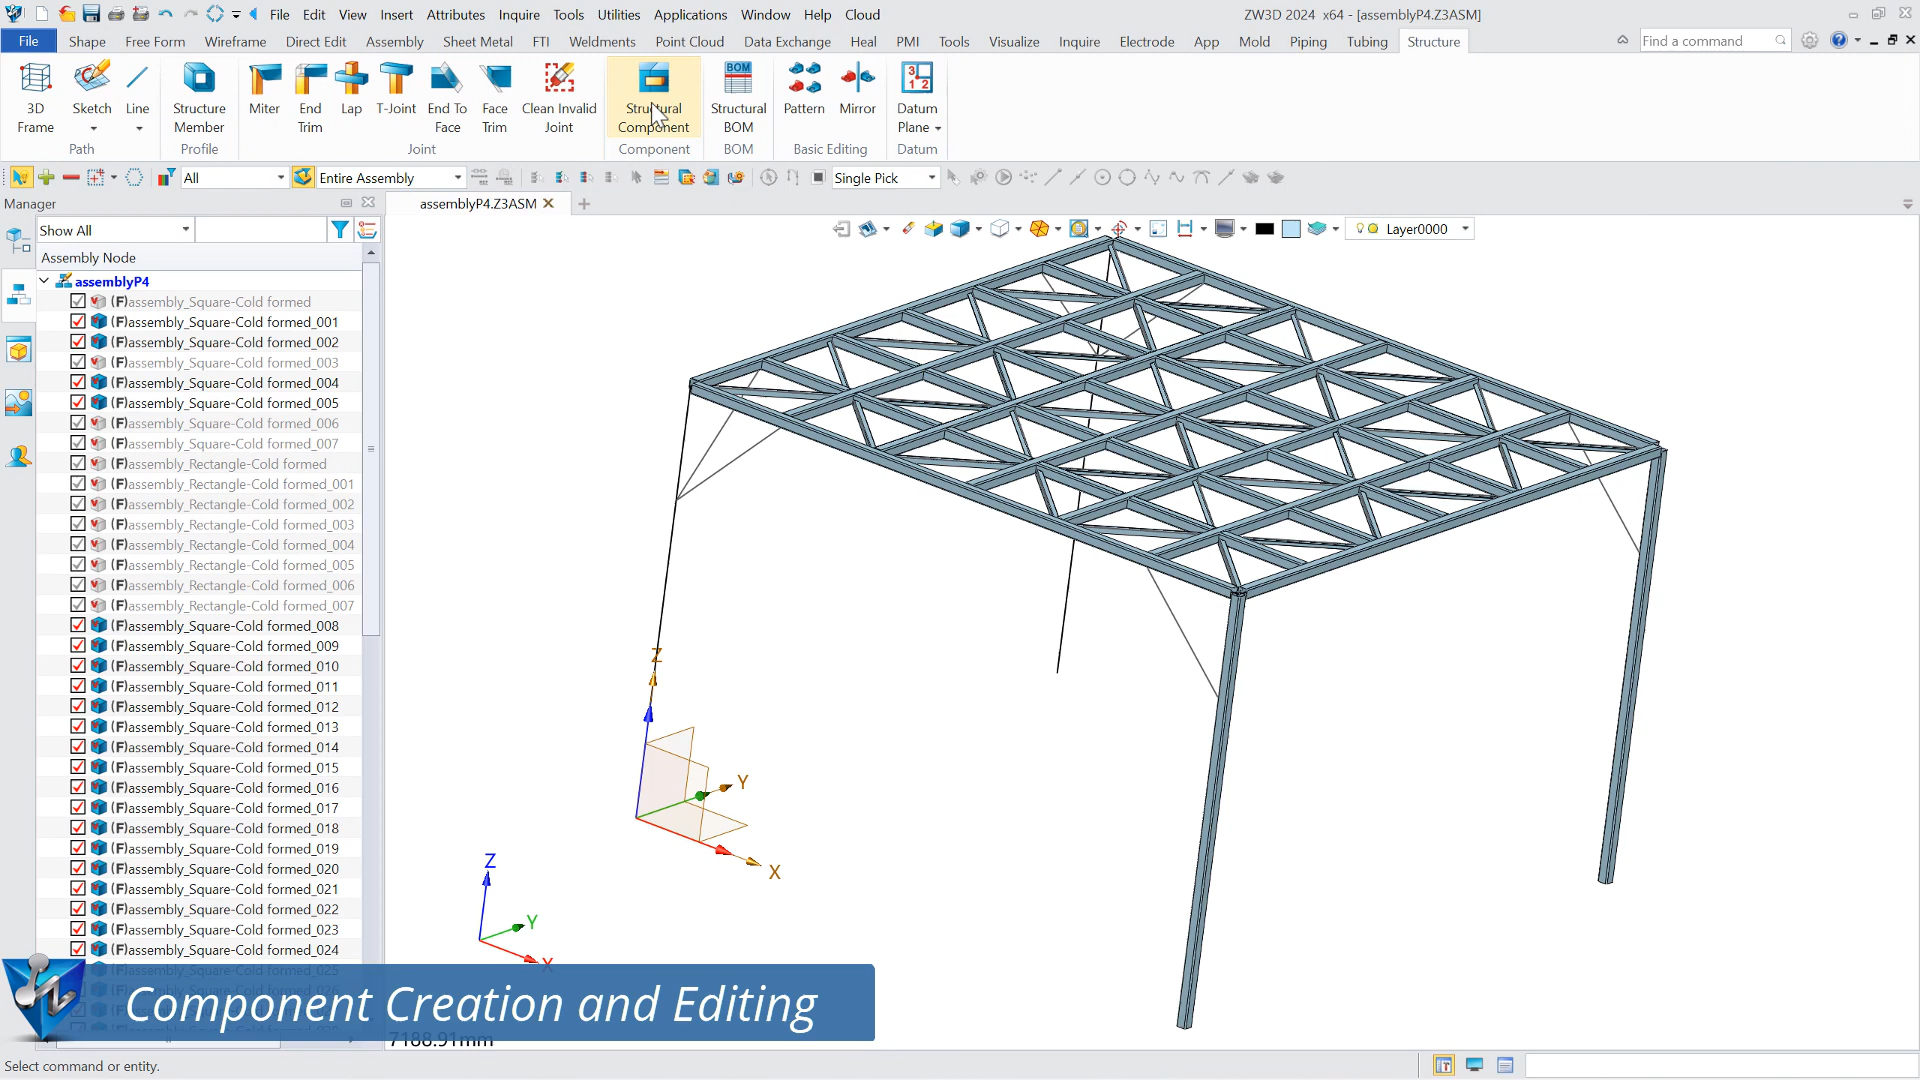 File Edit View Insert Attributes Inquire Tools Utilities Applications Window Help Cloud
ZW3D 2024 x64 - [assemblyP4.Z3ASM]
File Shape Free Form Wireframe Direct Edit Assembly Sheet Metal FTI Weldments Point Cloud Data Exchange Heal PMI Tools Visualize Inquire Electrode App Mold Piping Tubing Structure
Find a command
3D Frame
Sketch
Line
Structure Member
Miter
End Trim
Lap
T-Joint
End To Face
Face Trim
Clean Invalid Joint
Structural Component
BOM
Structural BOM
Pattern
Mirror
3 1 2
Datum Plane
Path Profile Joint Component BOM Basic Editing Datum
All
Entire Assembly
Single Pick
Manager
assemblyP4.Z3ASM
Show All
Layer0000
Assembly Node
assemblyP4
(F)assembly_Square-Cold formed
(F)assembly_Square-Cold formed_001
(F)assembly_Square-Cold formed_002
(F)assembly_Square-Cold formed_003
(F)assembly_Square-Cold formed_004
(F)assembly_Square-Cold formed_005
(F)assembly_Square-Cold formed_006
(F)assembly_Square-Cold formed_007
(F)assembly_Rectangle-Cold formed
(F)assembly_Rectangle-Cold formed_001
(F)assembly_Rectangle-Cold formed_002
(F)assembly_Rectangle-Cold formed_003
(F)assembly_Rectangle-Cold formed_004
(F)assembly_Rectangle-Cold formed_005
(F)assembly_Rectangle-Cold formed_006
(F)assembly_Rectangle-Cold formed_007
(F)assembly_Square-Cold formed_008
(F)assembly_Square-Cold formed_009
(F)assembly_Square-Cold formed_010
(F)assembly_Square-Cold formed_011
(F)assembly_Square-Cold formed_012
(F)assembly_Square-Cold formed_013
(F)assembly_Square-Cold formed_014
(F)assembly_Square-Cold formed_015
(F)assembly_Square-Cold formed_016
(F)assembly_Square-Cold formed_017
(F)assembly_Square-Cold formed_018
(F)assembly_Square-Cold formed_019
(F)assembly_Square-Cold formed_020
(F)assembly_Square-Cold formed_021
(F)assembly_Square-Cold formed_022
(F)assembly_Square-Cold formed_023
(F)assembly_Square-Cold formed_024
Z
Y
X
Z
Y
X
Component Creation and Editing
7188.91mm
Select command or entity.